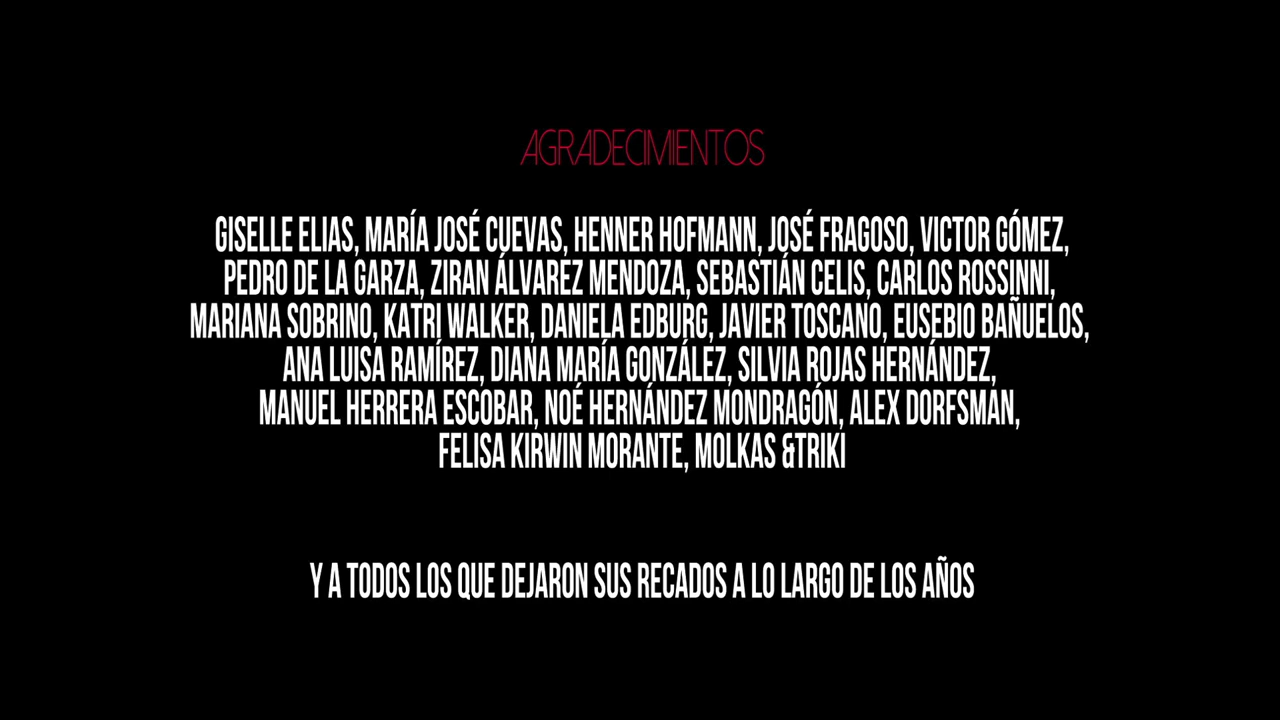 AGRADECIMIENTOS
GISELLE ELIAS, MARÍA JOSÉ CUEVAS, HENNER HOFMANN, JOSÉ FRAGOSO, VICTOR GÓMEZ,
PEDRO DE LA GARZA, ZIRAN ÁLVAREZ MENDOZA, SEBASTIÁN CELIS, CARLOS ROSSINNI,
MARIANA SOBRINO, KATRI WALKER, DANIELA EDBURG, JAVIER TOSCANO, EUSEBIO BAÑUELOS,
ANA LUISA RAMÍREZ, DIANA MARÍA GONZÁLEZ, SILVIA ROJAS HERNÁNDEZ,
MANUEL HERRERA ESCOBAR, NOÉ HERNÁNDEZ MONDRAGÓN, ALEX DORFSMAN,
FELISA KIRWIN MORANTE, MOLKAS &TRIKI
Y A TODOS LOS QUE DEJARON SUS RECADOS A LO LARGO DE LOS AÑOS